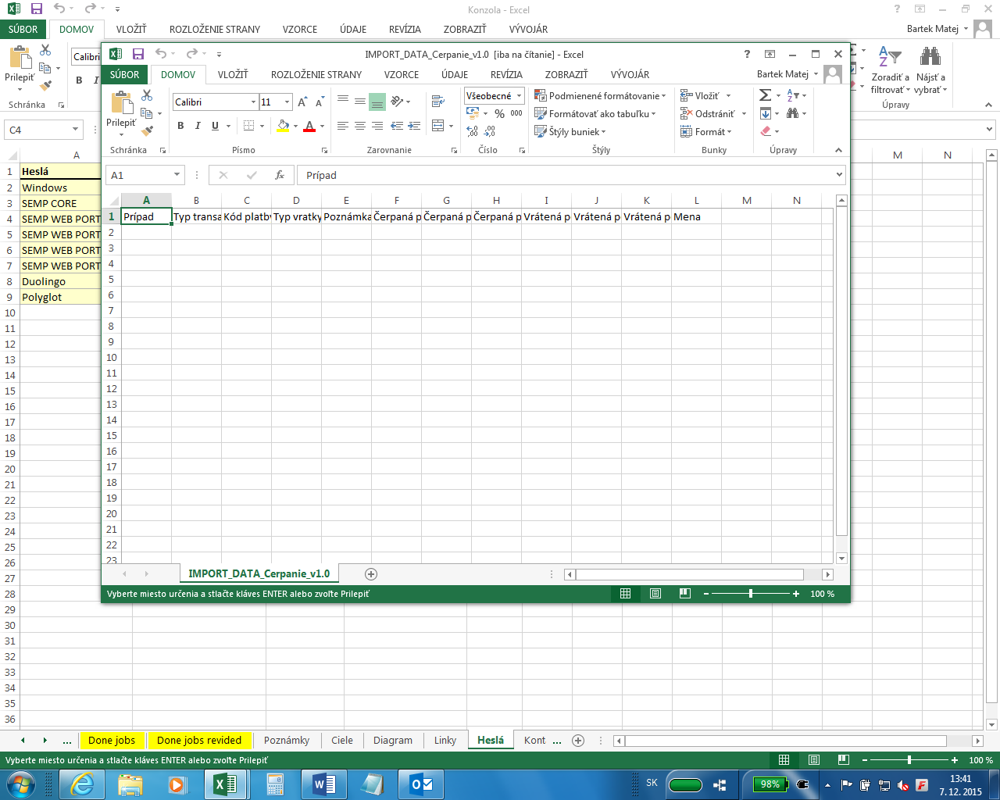 Konzola - Excel
SÚBOR DOMOV VLOŽIŤ ROZLOŽENIE STRANY VZORCE ÚDAJE REVÍZIA ZOBRAZIŤ VÝVOJÁR Bartek Matej
Prilepiť Calibri B I
Schránka
Zoradiť a filtrovať Nájsť a vybrať
Úpravy
C4
A M N
1 Heslá
2 Windows
3 SEMP CORE
4 SEMP WEB PORT
5 SEMP WEB PORT
6 SEMP WEB PORT
7 SEMP WEB PORT
8 Duolingo
9 Polyglot
10
11
12
13
14
15
16
17
18
19
20
21
22
23
24
25
26
27
28
29
30
31
32
33
34
35
36
IMPORT_DATA_Cerpanie_v1.0 [iba na čítanie] - Excel
SÚBOR DOMOV VLOŽIŤ ROZLOŽENIE STRANY VZORCE ÚDAJE REVÍZIA ZOBRAZIŤ VÝVOJÁR Bartek Matej
Prilepiť
Calibri 11
B I U A
Všeobecné
% 000
Podmienené formátovanie
Formátovať ako tabuľku
Štýly buniek
Vložiť
Odstrániť
Formát
Schránka Písmo Zarovnanie Číslo Štýly Bunky Úpravy
A1 fx Prípad
A B C D E F G H I J K L M N
1 Prípad Typ transa Kód platby Typ vratky Poznámka Čerpaná p Čerpaná p Čerpaná p Vrátená p Vrátená p Vrátená p Mena
2
3
4
5
6
7
8
9
10
11
12
13
14
15
16
17
18
19
20
21
22
23
IMPORT_DATA_Cerpanie_v1.0
Vyberte miesto určenia a stlačte kláves ENTER alebo zvoľte Prilepiť 100 %
... Done jobs Done jobs revided Poznámky Ciele Diagram Linky Heslá Kont ...
Vyberte miesto určenia a stlačte kláves ENTER alebo zvoľte Prilepiť 100 %
SK 98% 13:41
7. 12. 2015